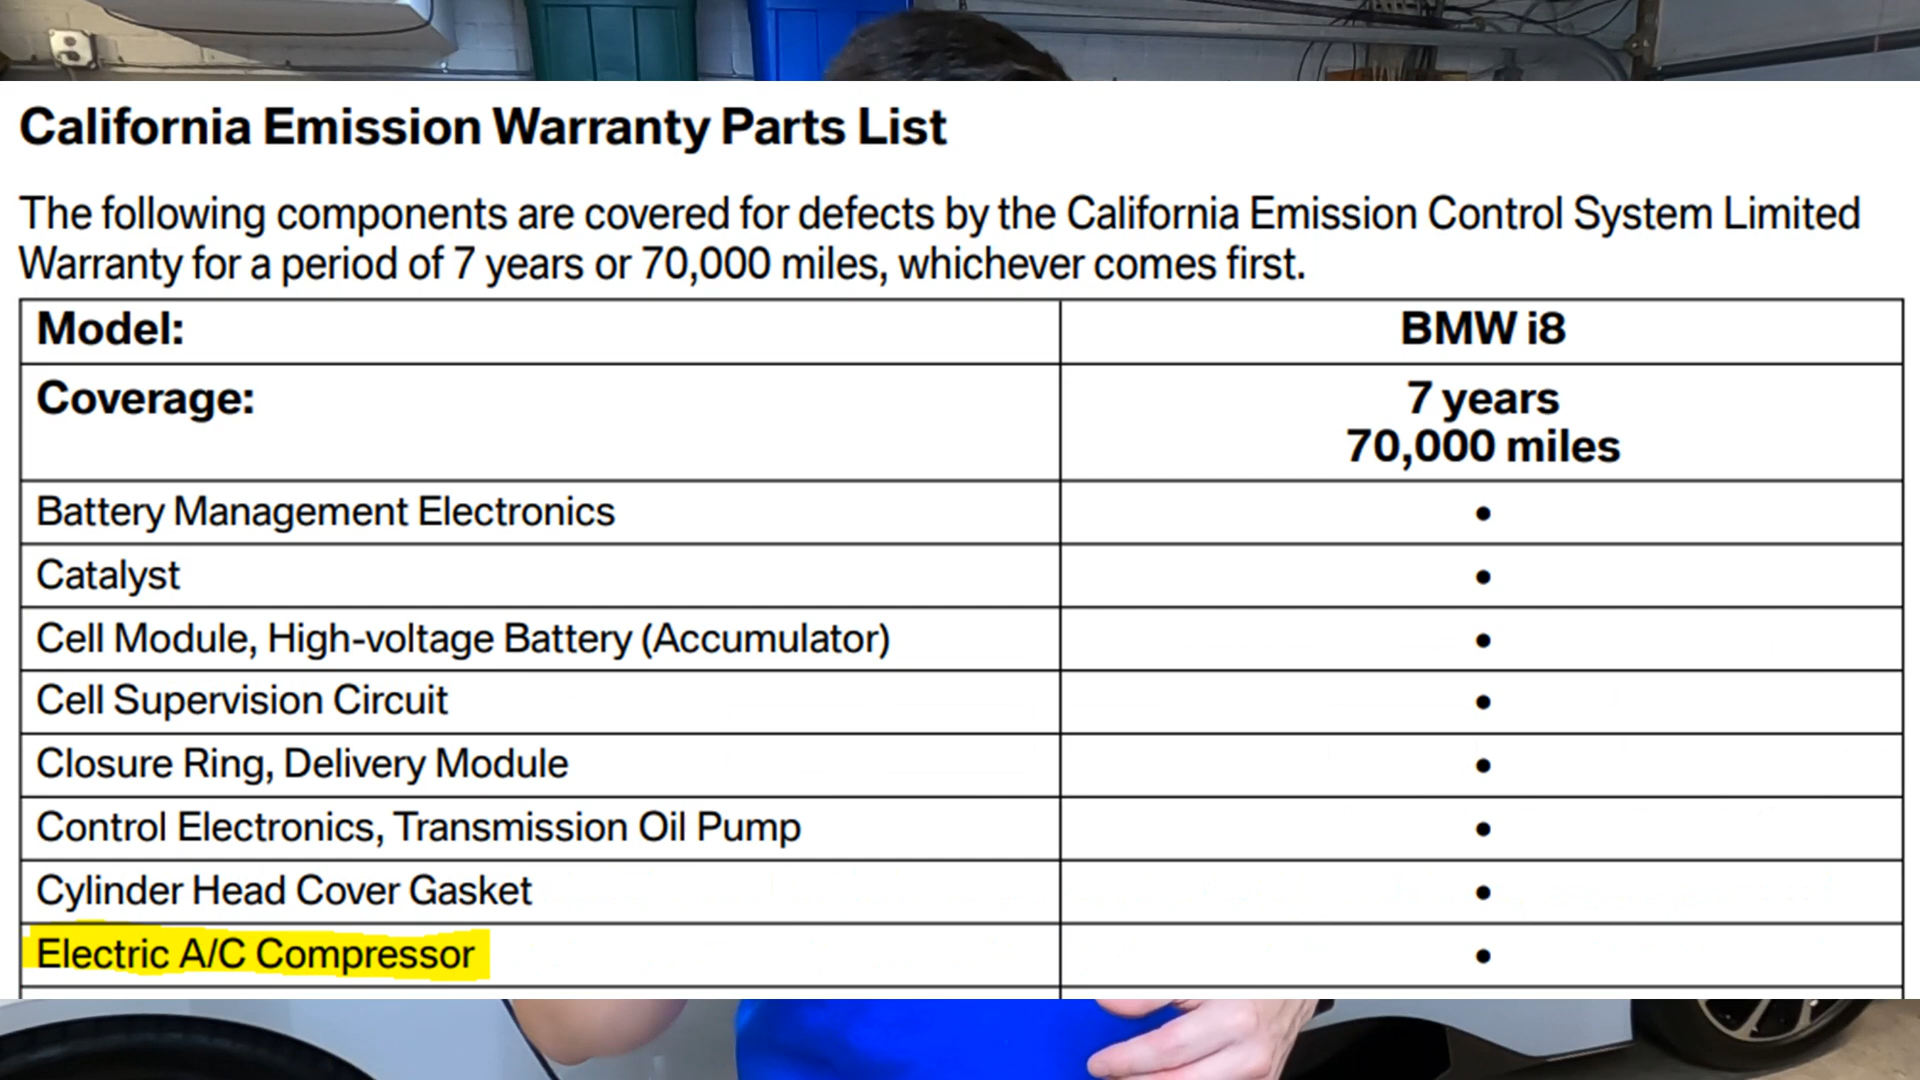 California Emission Warranty Parts List
The following components are covered for defects by the California Emission Control System Limited
Warranty for a period of 7 years or 70,000 miles, whichever comes first.
Model: BMW i8
Coverage: 7 years
70,000 miles
Battery Management Electronics •
Catalyst •
Cell Module, High-voltage Battery (Accumulator) •
Cell Supervision Circuit •
Closure Ring, Delivery Module •
Control Electronics, Transmission Oil Pump •
Cylinder Head Cover Gasket •
Electric A/C Compressor •